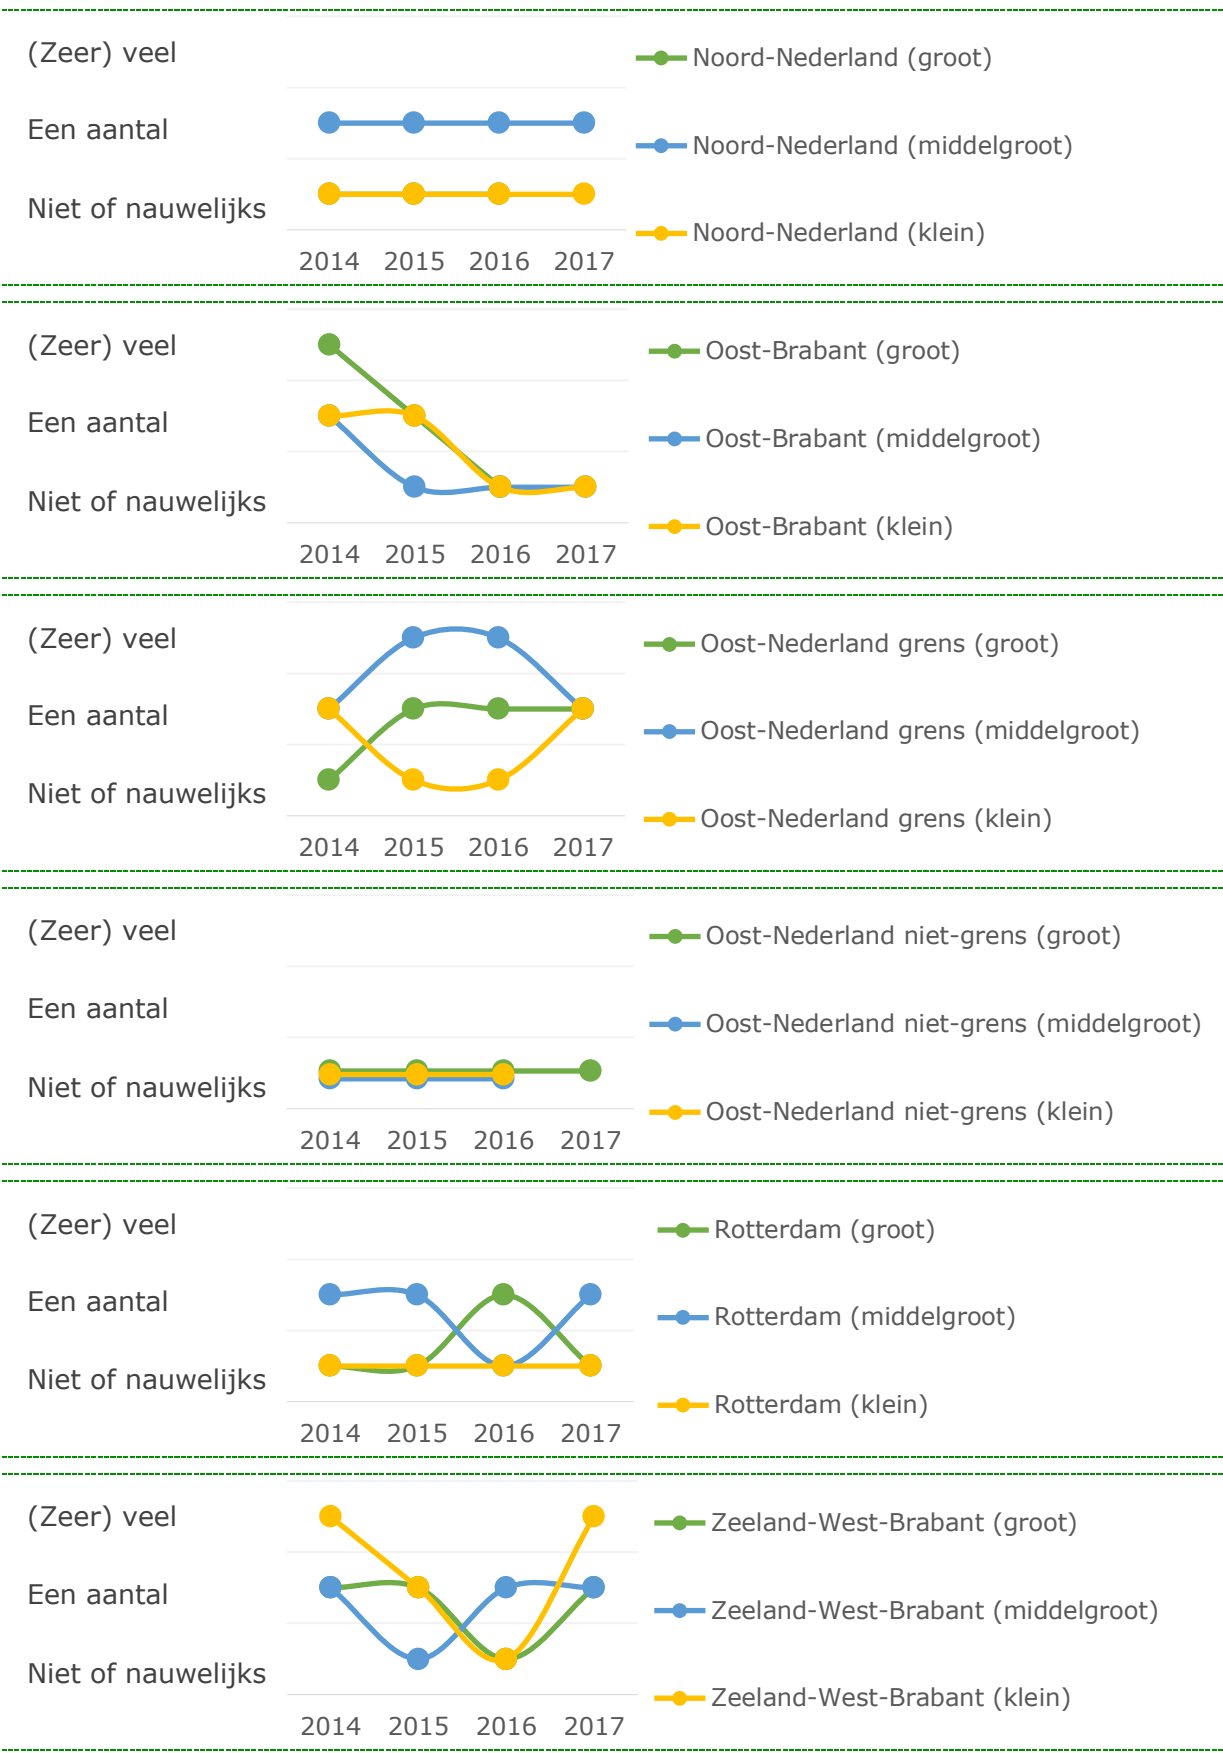 (Zeer) veel
Noord-Nederland (groot)
Een aantal
Noord-Nederland (middelgroot)
Niet of nauwelijks
Noord-Nederland (klein)
2014 2015 2016 2017
(Zeer) veel
Oost-Brabant (groot)
Een aantal
Oost-Brabant (middelgroot)
Niet of nauwelijks
Oost-Brabant (klein)
2014 2015 2016 2017
(Zeer) veel
Oost-Nederland grens (groot)
Een aantal
Oost-Nederland grens (middelgroot)
Niet of nauwelijks
Oost-Nederland grens (klein)
2014 2015 2016 2017
(Zeer) veel
Oost-Nederland niet-grens (groot)
Een aantal
Oost-Nederland niet-grens (middelgroot)
Niet of nauwelijks
Oost-Nederland niet-grens (klein)
2014 2015 2016 2017
(Zeer) veel
Rotterdam (groot)
Een aantal
Rotterdam (middelgroot)
Niet of nauwelijks
Rotterdam (klein)
2014 2015 2016 2017
(Zeer) veel
Zeeland-West-Brabant (groot)
Een aantal
Zeeland-West-Brabant (middelgroot)
Niet of nauwelijks
Zeeland-West-Brabant (klein)
2014 2015 2016 2017